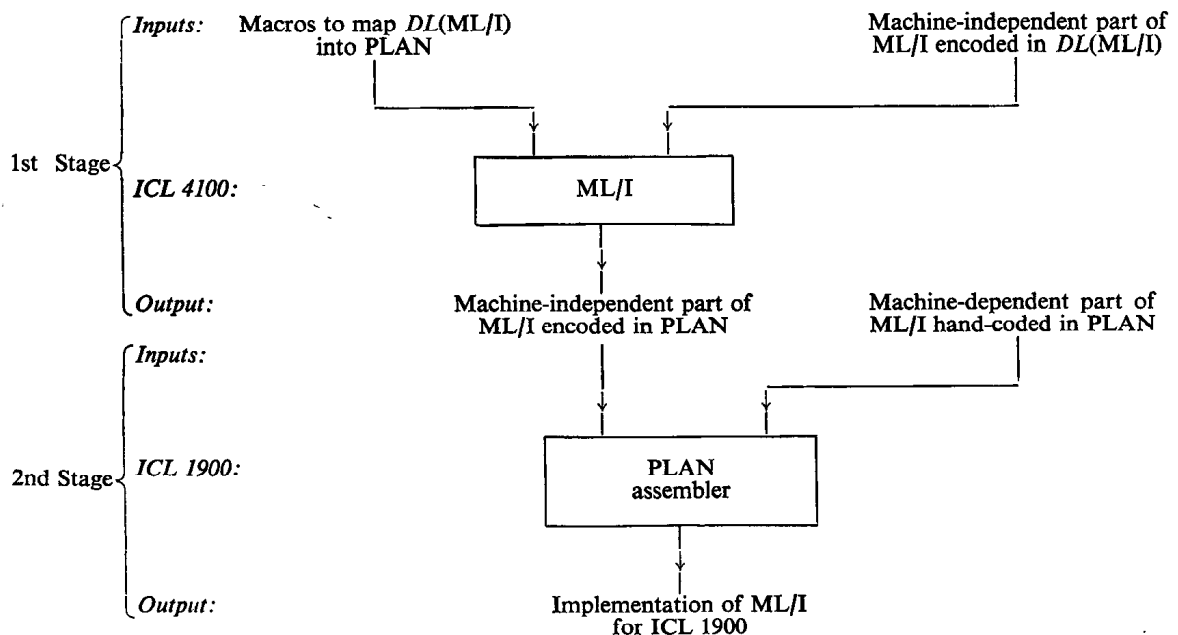 Inputs: Macros to map DL(ML/I)
into PLAN
Machine-independent part of
ML/I encoded in DL(ML/I)
1st Stage
ICL 4100:
ML/I
Output:
Machine-independent part of
ML/I encoded in PLAN
Machine-dependent part of
ML/I hand-coded in PLAN
Inputs:
2nd Stage
ICL 1900:
PLAN
assembler
Output:
Implementation of ML/I
for ICL 1900